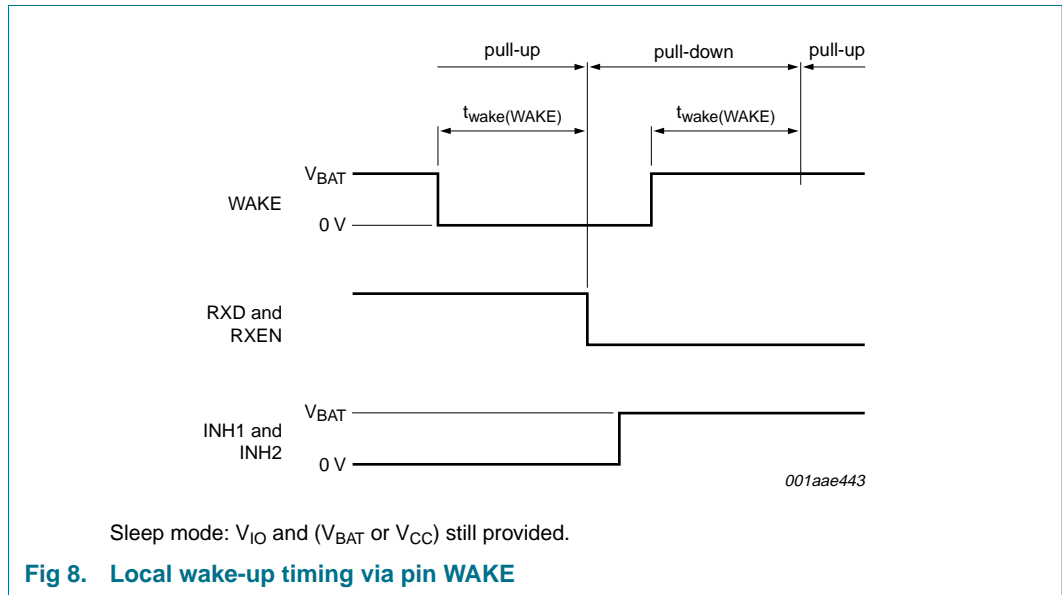 pull-up pull-down pull-up
twake(WAKE) twake(WAKE)
VBAT
WAKE
0 V
RXD and
RXEN
VBAT
INH1 and
INH2
0 V
001aae443
Sleep mode: VIO and (VBAT or VCC) still provided.
Fig 8. Local wake-up timing via pin WAKE